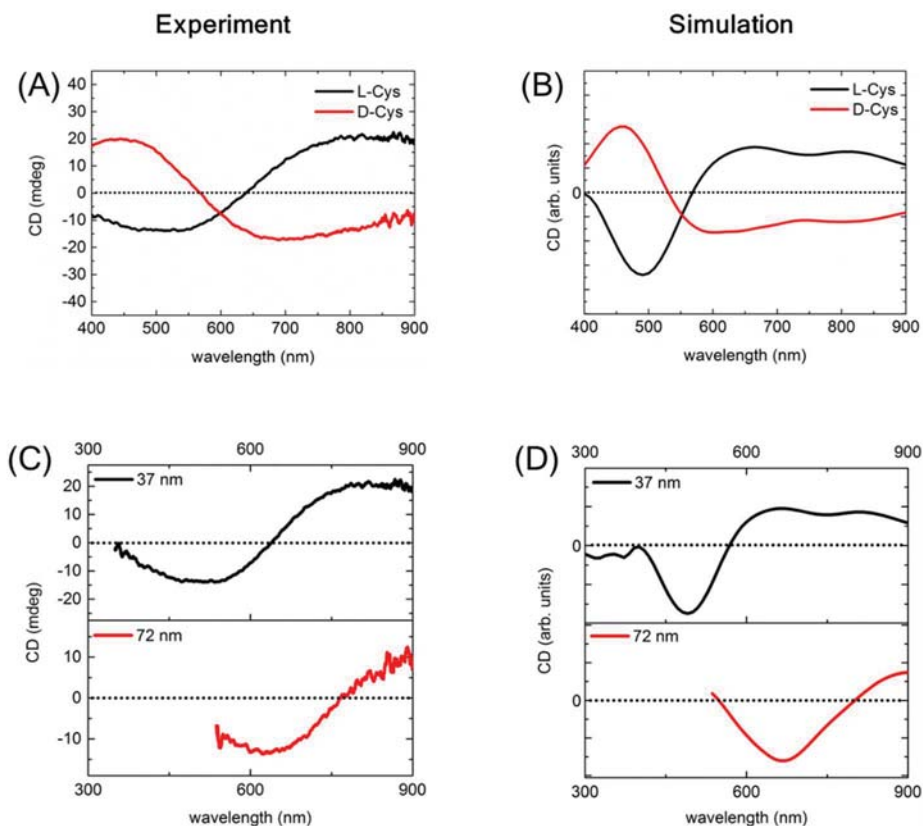 Experiment
Simulation
(A)
CD (mdeg)
40
30
20
10
0
-10
-20
-30
-40
L-Cys
D-Cys
400 500 600 700 800 900
wavelength (nm)
(B)
CD (arb. units)
0
L-Cys
D-Cys
400 500 600 700 800 900
wavelength (nm)
(C)
300 600 900
CD (mdeg)
37 nm
20
10
0
-10
-20
72 nm
10
0
-10
300 600 900
wavelength (nm)
(D)
300 600 900
CD (arb. units)
37 nm
0
72 nm
0
300 600 900
wavelength (nm)